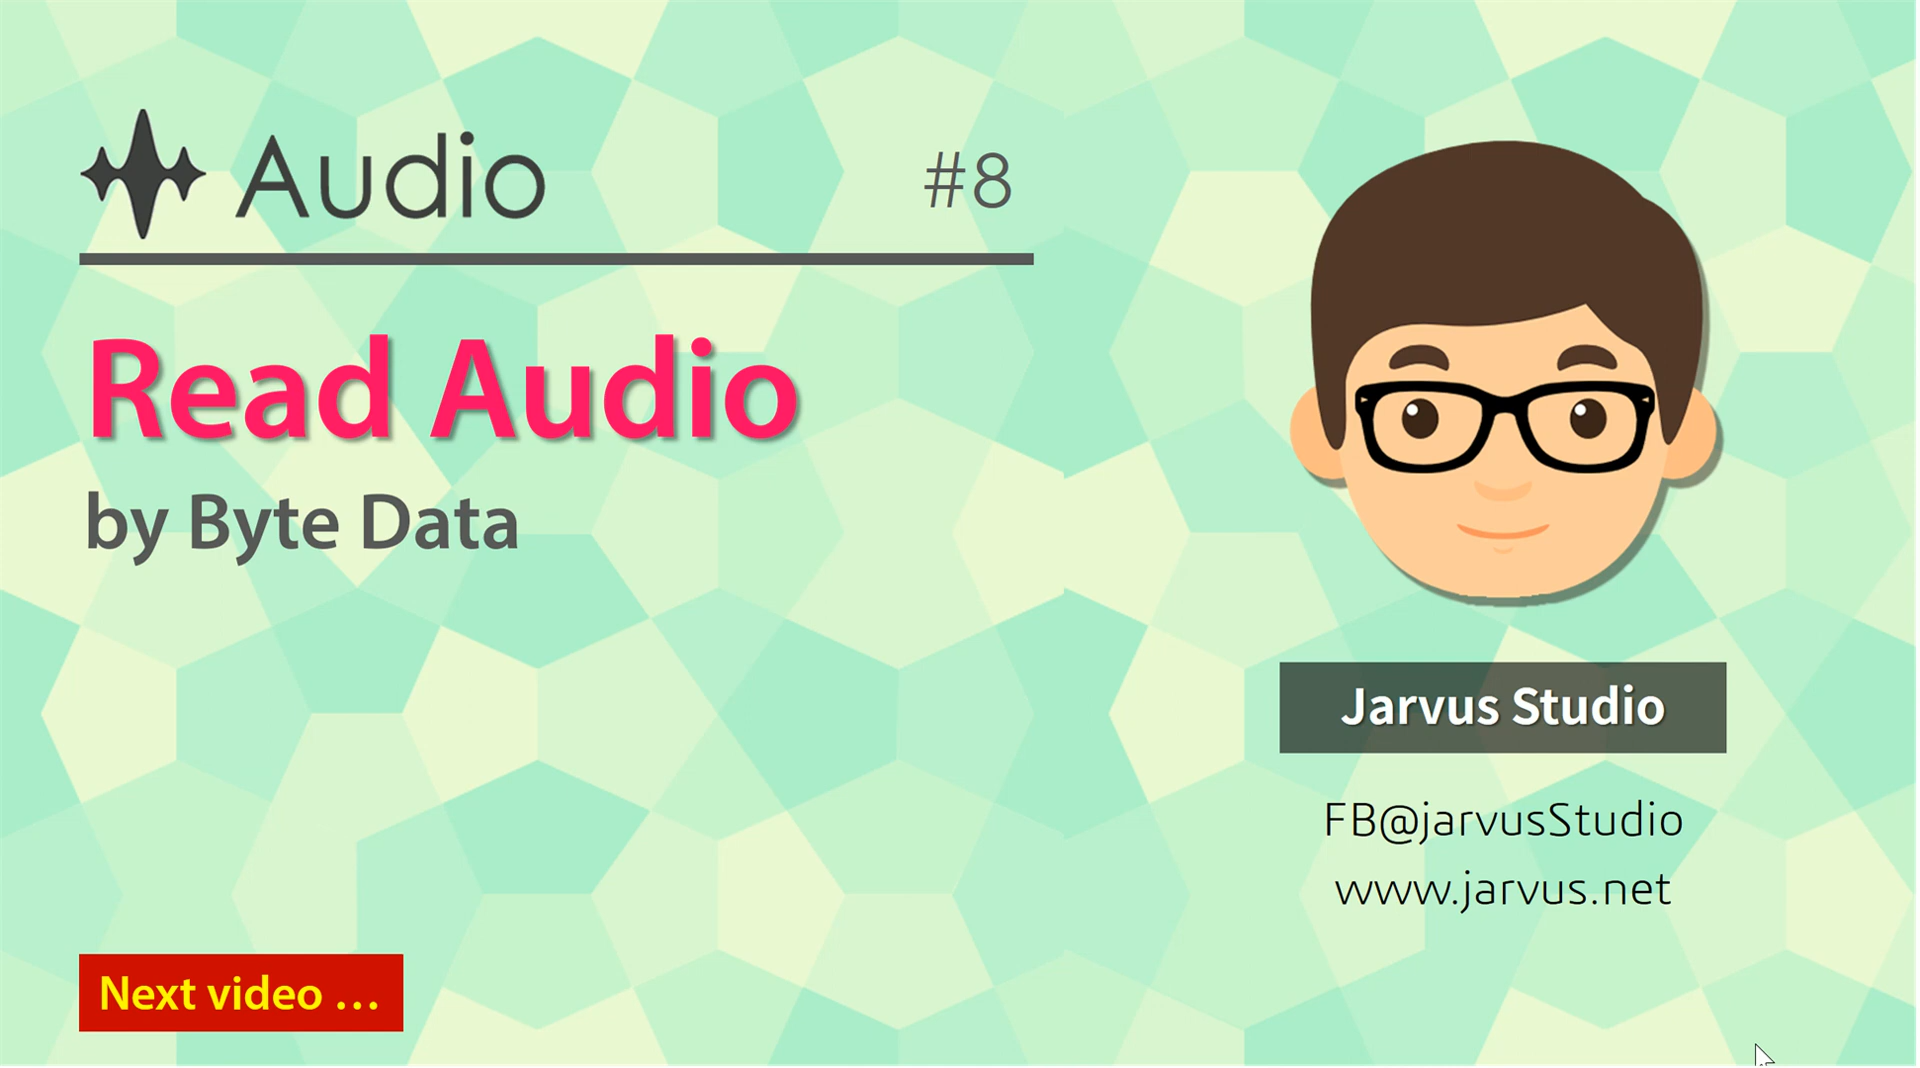 Audio
#8
Read Audio
by Byte Data
Next video ...
Jarvus Studio
FB@jarvusStudio
www.jarvus.net